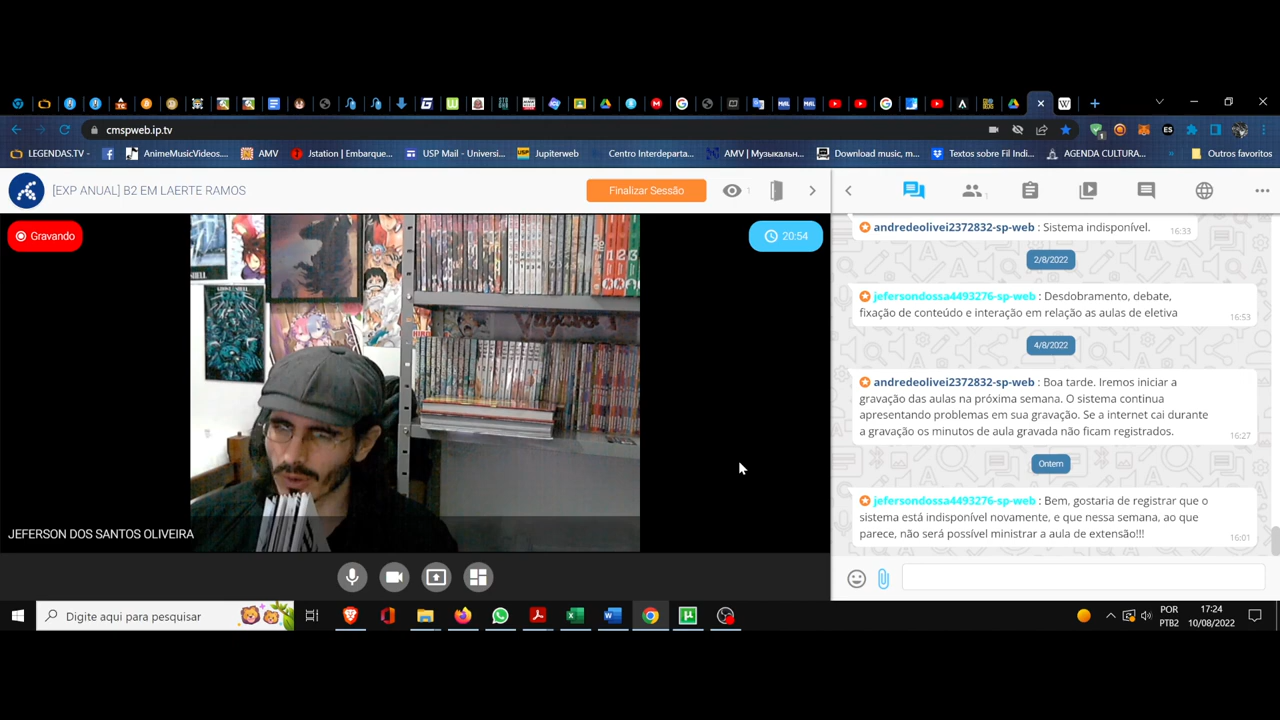 cmspweb.ip.tv
LEGENDAS.TV -
AnimeMusicVideos....
AMV
Jstation | Embarque...
USP Mail - Universi...
Jupiterweb
Centro Interdeparta...
AMV | Музыкальн...
Download music, m...
Textos sobre Fil Indi...
AGENDA CULTURA...
»
Outros favoritos
[EXP ANUAL] B2 EM LAERTE RAMOS
Finalizar Sessão
1
1
Gravando
20:54
JEFERSON DOS SANTOS OLIVEIRA
andredeolivei2372832-sp-web : Sistema indisponível.
16:33
2/8/2022
jefersondossa4493276-sp-web : Desdobramento, debate,
fixação de conteúdo e interação em relação as aulas de eletiva
16:53
4/8/2022
andredeolivei2372832-sp-web : Boa tarde. Iremos iniciar a
gravação das aulas na próxima semana. O sistema continua
apresentando problemas em sua gravação. Se a internet cai durante
a gravação os minutos de aula gravada não ficam registrados.
16:27
Ontem
jefersondossa4493276-sp-web : Bem, gostaria de registrar que o
sistema está indisponível novamente, e que nessa semana, ao que
parece, não será possível ministrar a aula de extensão!!!
16:01
Digite aqui para pesquisar
POR
PTB2
17:24
10/08/2022